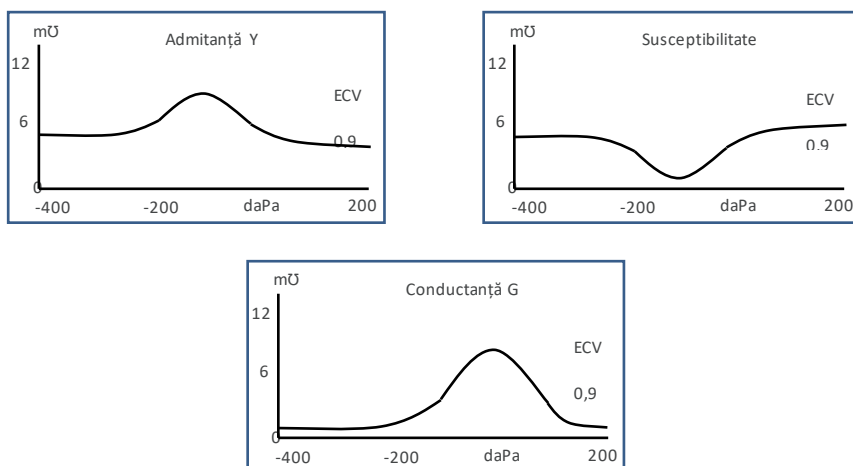 mƱ
Admitanță Y
12
ECV
6
0,9
0
-400 -200 daPa 200
mƱ
Susceptibilitate
12
ECV
6
0,9
0
-400 -200 daPa 200
mƱ
Conductanță G
12
ECV
6
0,9
0
-400 -200 daPa 200